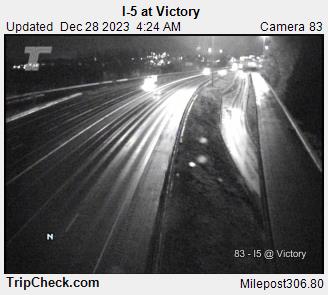 I-5 at Victory
Updated Dec 28 2023 4:24 AM Camera 83
T
N
83 - I5 @ Victory
TripCheck.com Milepost306.80